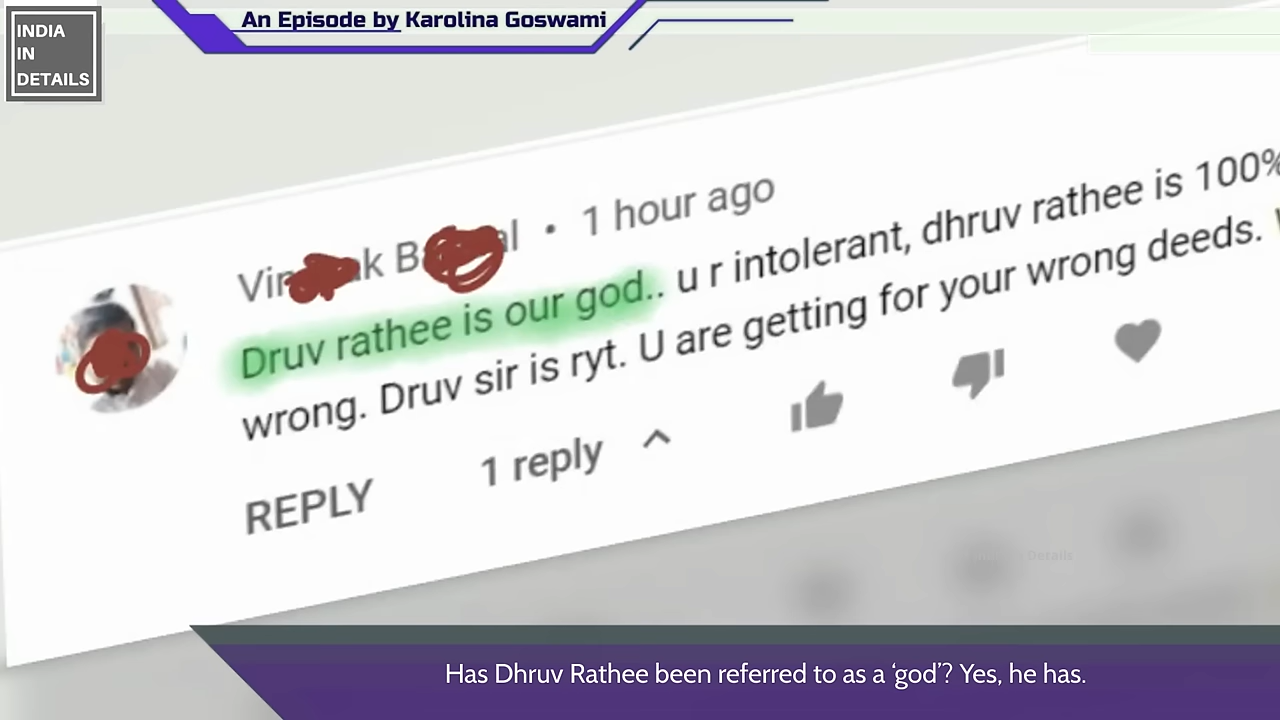 An Episode by Karolina Goswami
INDIA
IN
DETAILS
1 hour ago
Druv rathee is our god.. u r intolerant, dhruv rathee is 100%
wrong. Druv sir is ryt. U are getting for your wrong deeds.
REPLY
1 reply
Details
Has Dhruv Rathee been referred to as a ‘god’? Yes, he has.